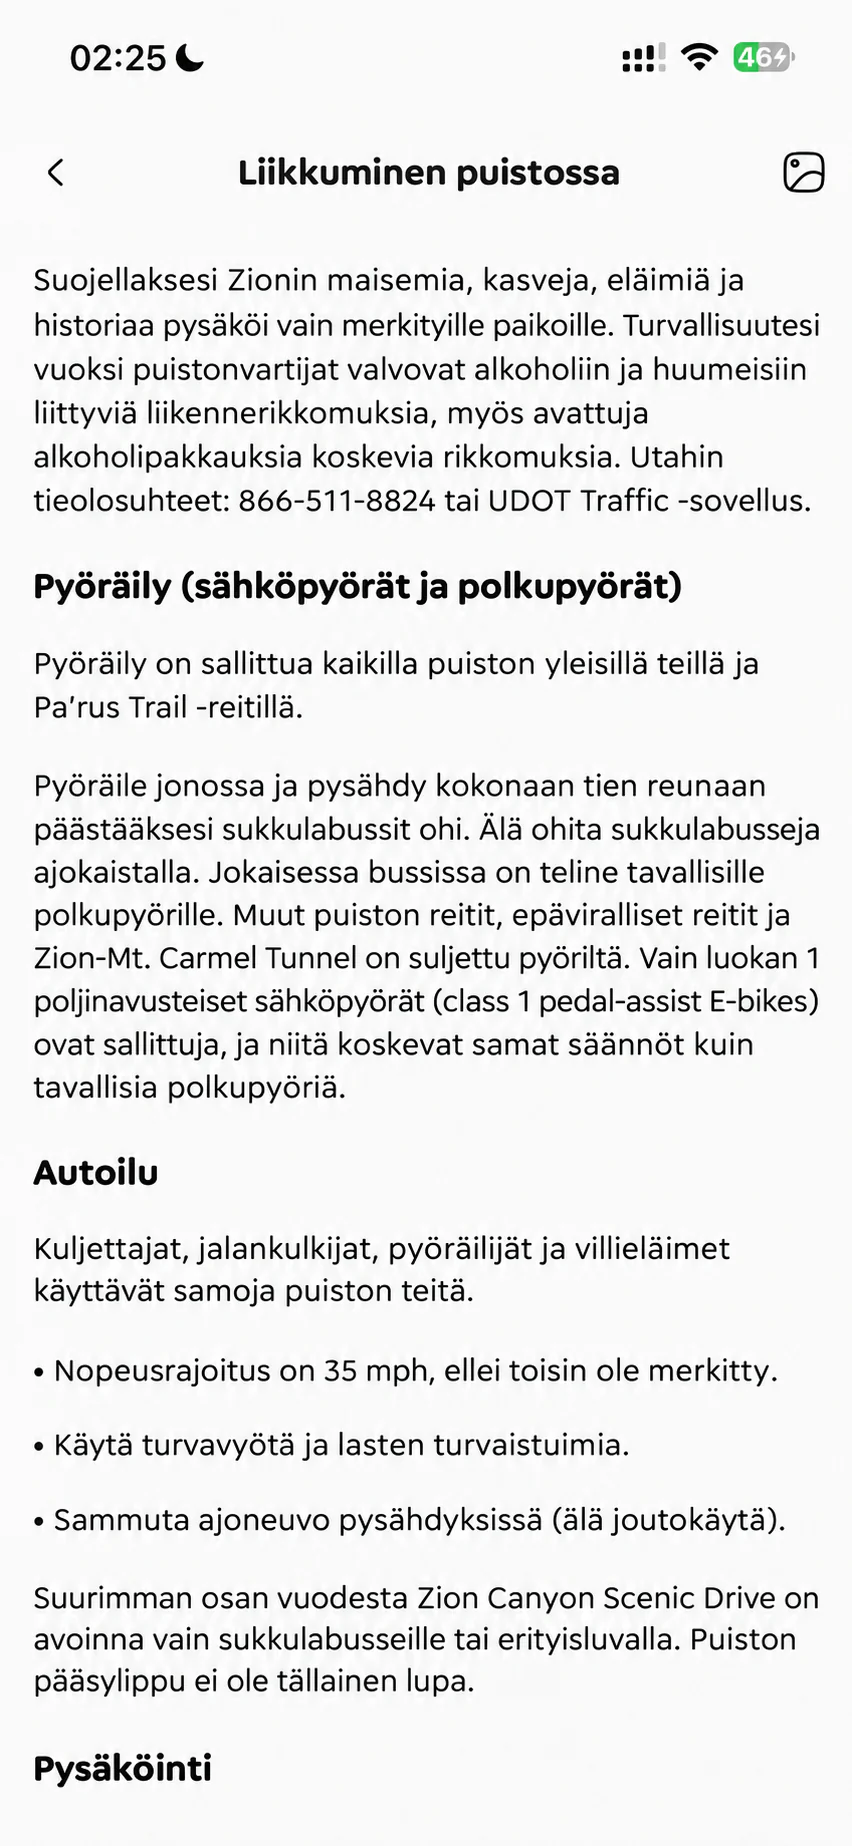 02:25
46
Liikkuminen puistossa
Suojellaksesi Zionin maisemia, kasveja, eläimiä ja
historiaa pysäköi vain merkityille paikoille. Turvallisuutesi
vuoksi puistonvartijat valvovat alkoholiin ja huumeisiin
liittyviä liikennerikkomuksia, myös avattuja
alkoholipakkauksia koskevia rikkomuksia. Utahin
tieolosuhteet: 866-511-8824 tai UDOT Traffic -sovellus.
Pyöräily (sähköpyörät ja polkupyörät)
Pyöräily on sallittua kaikilla puiston yleisillä teillä ja
Pa'rus Trail -reitillä.
Pyöräile jonossa ja pysähdy kokonaan tien reunaan
päästääksesi sukkulabussit ohi. Älä ohita sukkulabusseja
ajokaistalla. Jokaisessa bussissa on teline tavallisille
polkupyörille. Muut puiston reitit, epäviralliset reitit ja
Zion-Mt. Carmel Tunnel on suljettu pyöriltä. Vain luokan 1
poljinavusteiset sähköpyörät (class 1 pedal-assist E-bikes)
ovat sallittuja, ja niitä koskevat samat säännöt kuin
tavallisia polkupyöriä.
Autoilu
Kuljettajat, jalankulkijat, pyöräilijät ja villieläimet
käyttävät samoja puiston teitä.
• Nopeusrajoitus on 35 mph, ellei toisin ole merkitty.
• Käytä turvavyötä ja lasten turvaistuimia.
• Sammuta ajoneuvo pysähdyksissä (älä joutokäytä).
Suurimman osan vuodesta Zion Canyon Scenic Drive on
avoinna vain sukkulabusseille tai erityisluvalla. Puiston
pääsylippu ei ole tällainen lupa.
Pysäköinti